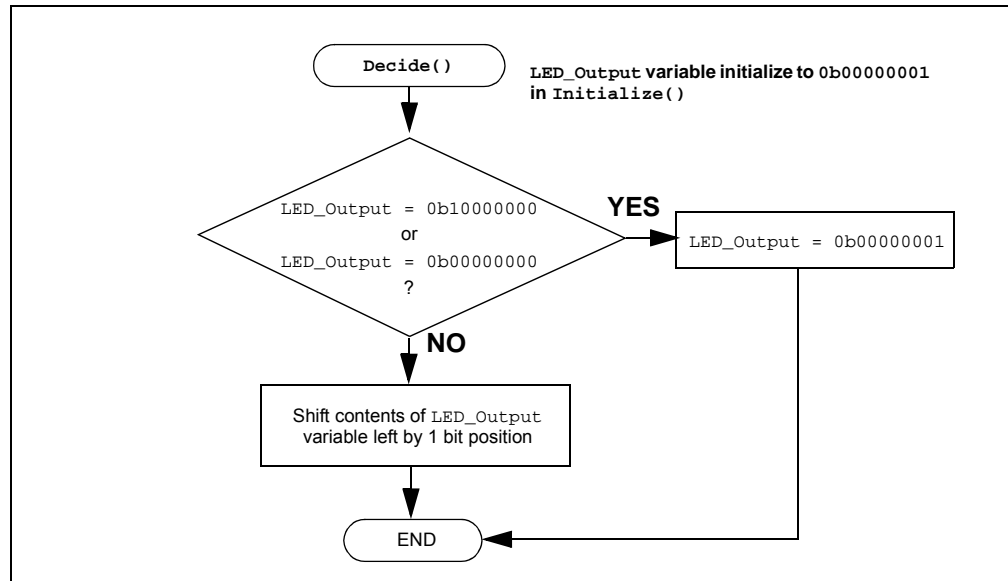 Decide()
LED_Output variable initialize to 0b00000001
in Initialize()
LED_Output = 0b10000000
or
LED_Output = 0b00000000
?
YES
LED_Output = 0b00000001
NO
Shift contents of LED_Output
variable left by 1 bit position
END